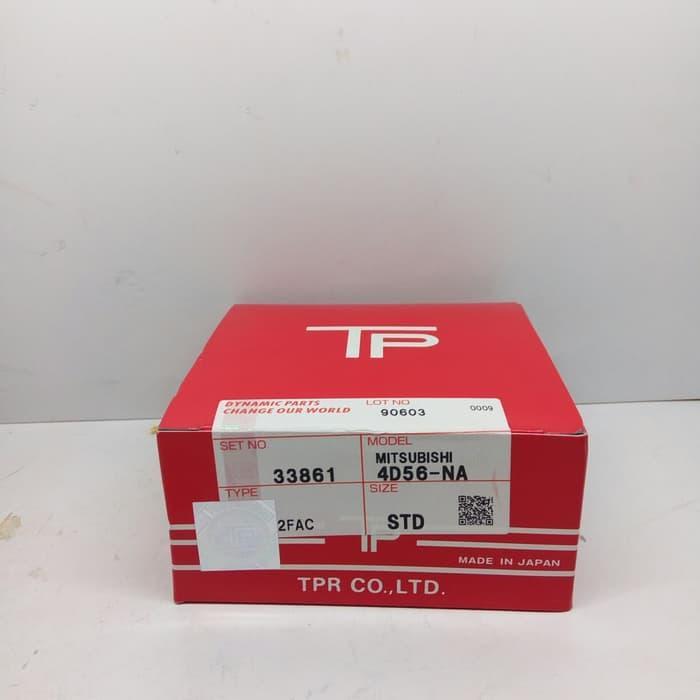 TP
DYNAMIC PARTS
CHANGE OUR WORLD
LOT NO
90603
0009
SET NO
33861
MODEL
MITSUBISHI
4D56-NA
TYPE
2FAC
SIZE
STD
TP
MADE IN JAPAN
TPR CO.,LTD.